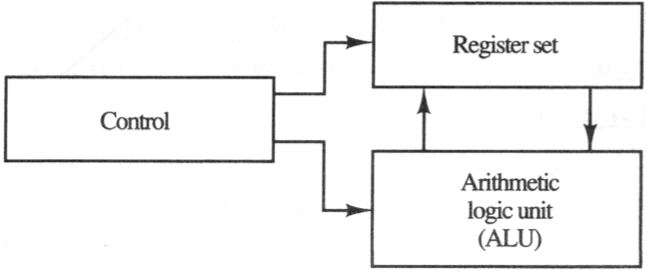 Register set
Control
Arithmetic
logic unit
(ALU)